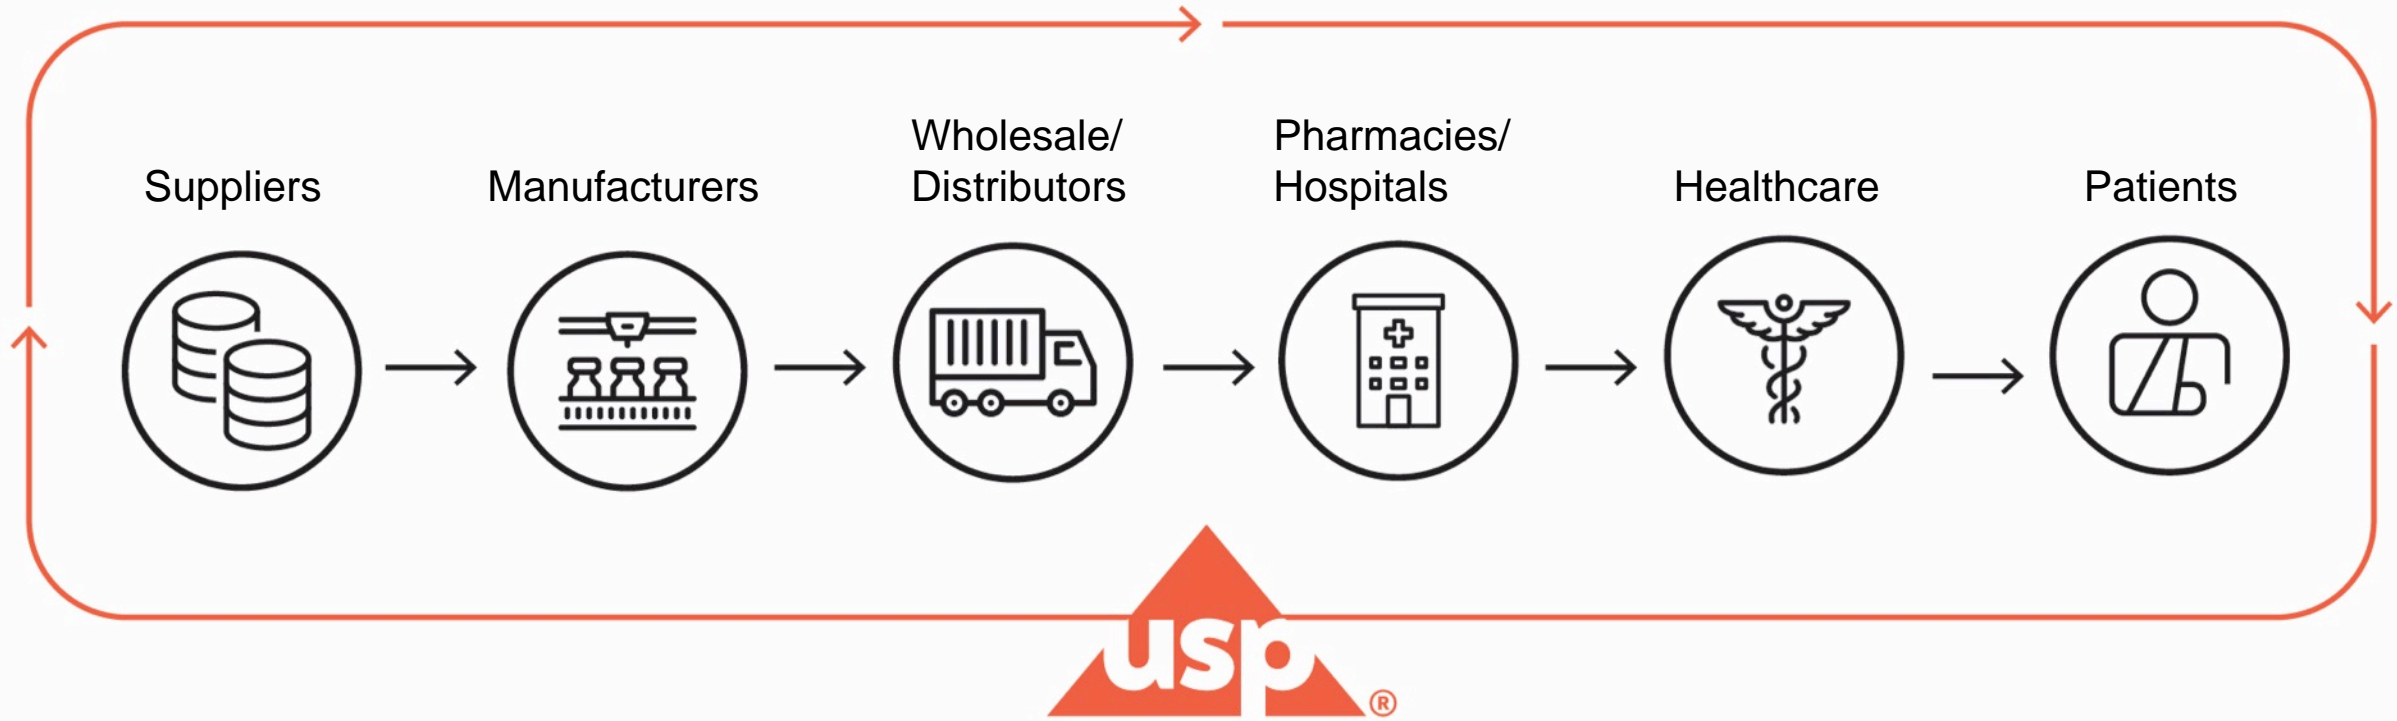 Suppliers
Manufacturers
Wholesale/
Distributors
Pharmacies/
Hospitals
Healthcare
Patients
usp
®